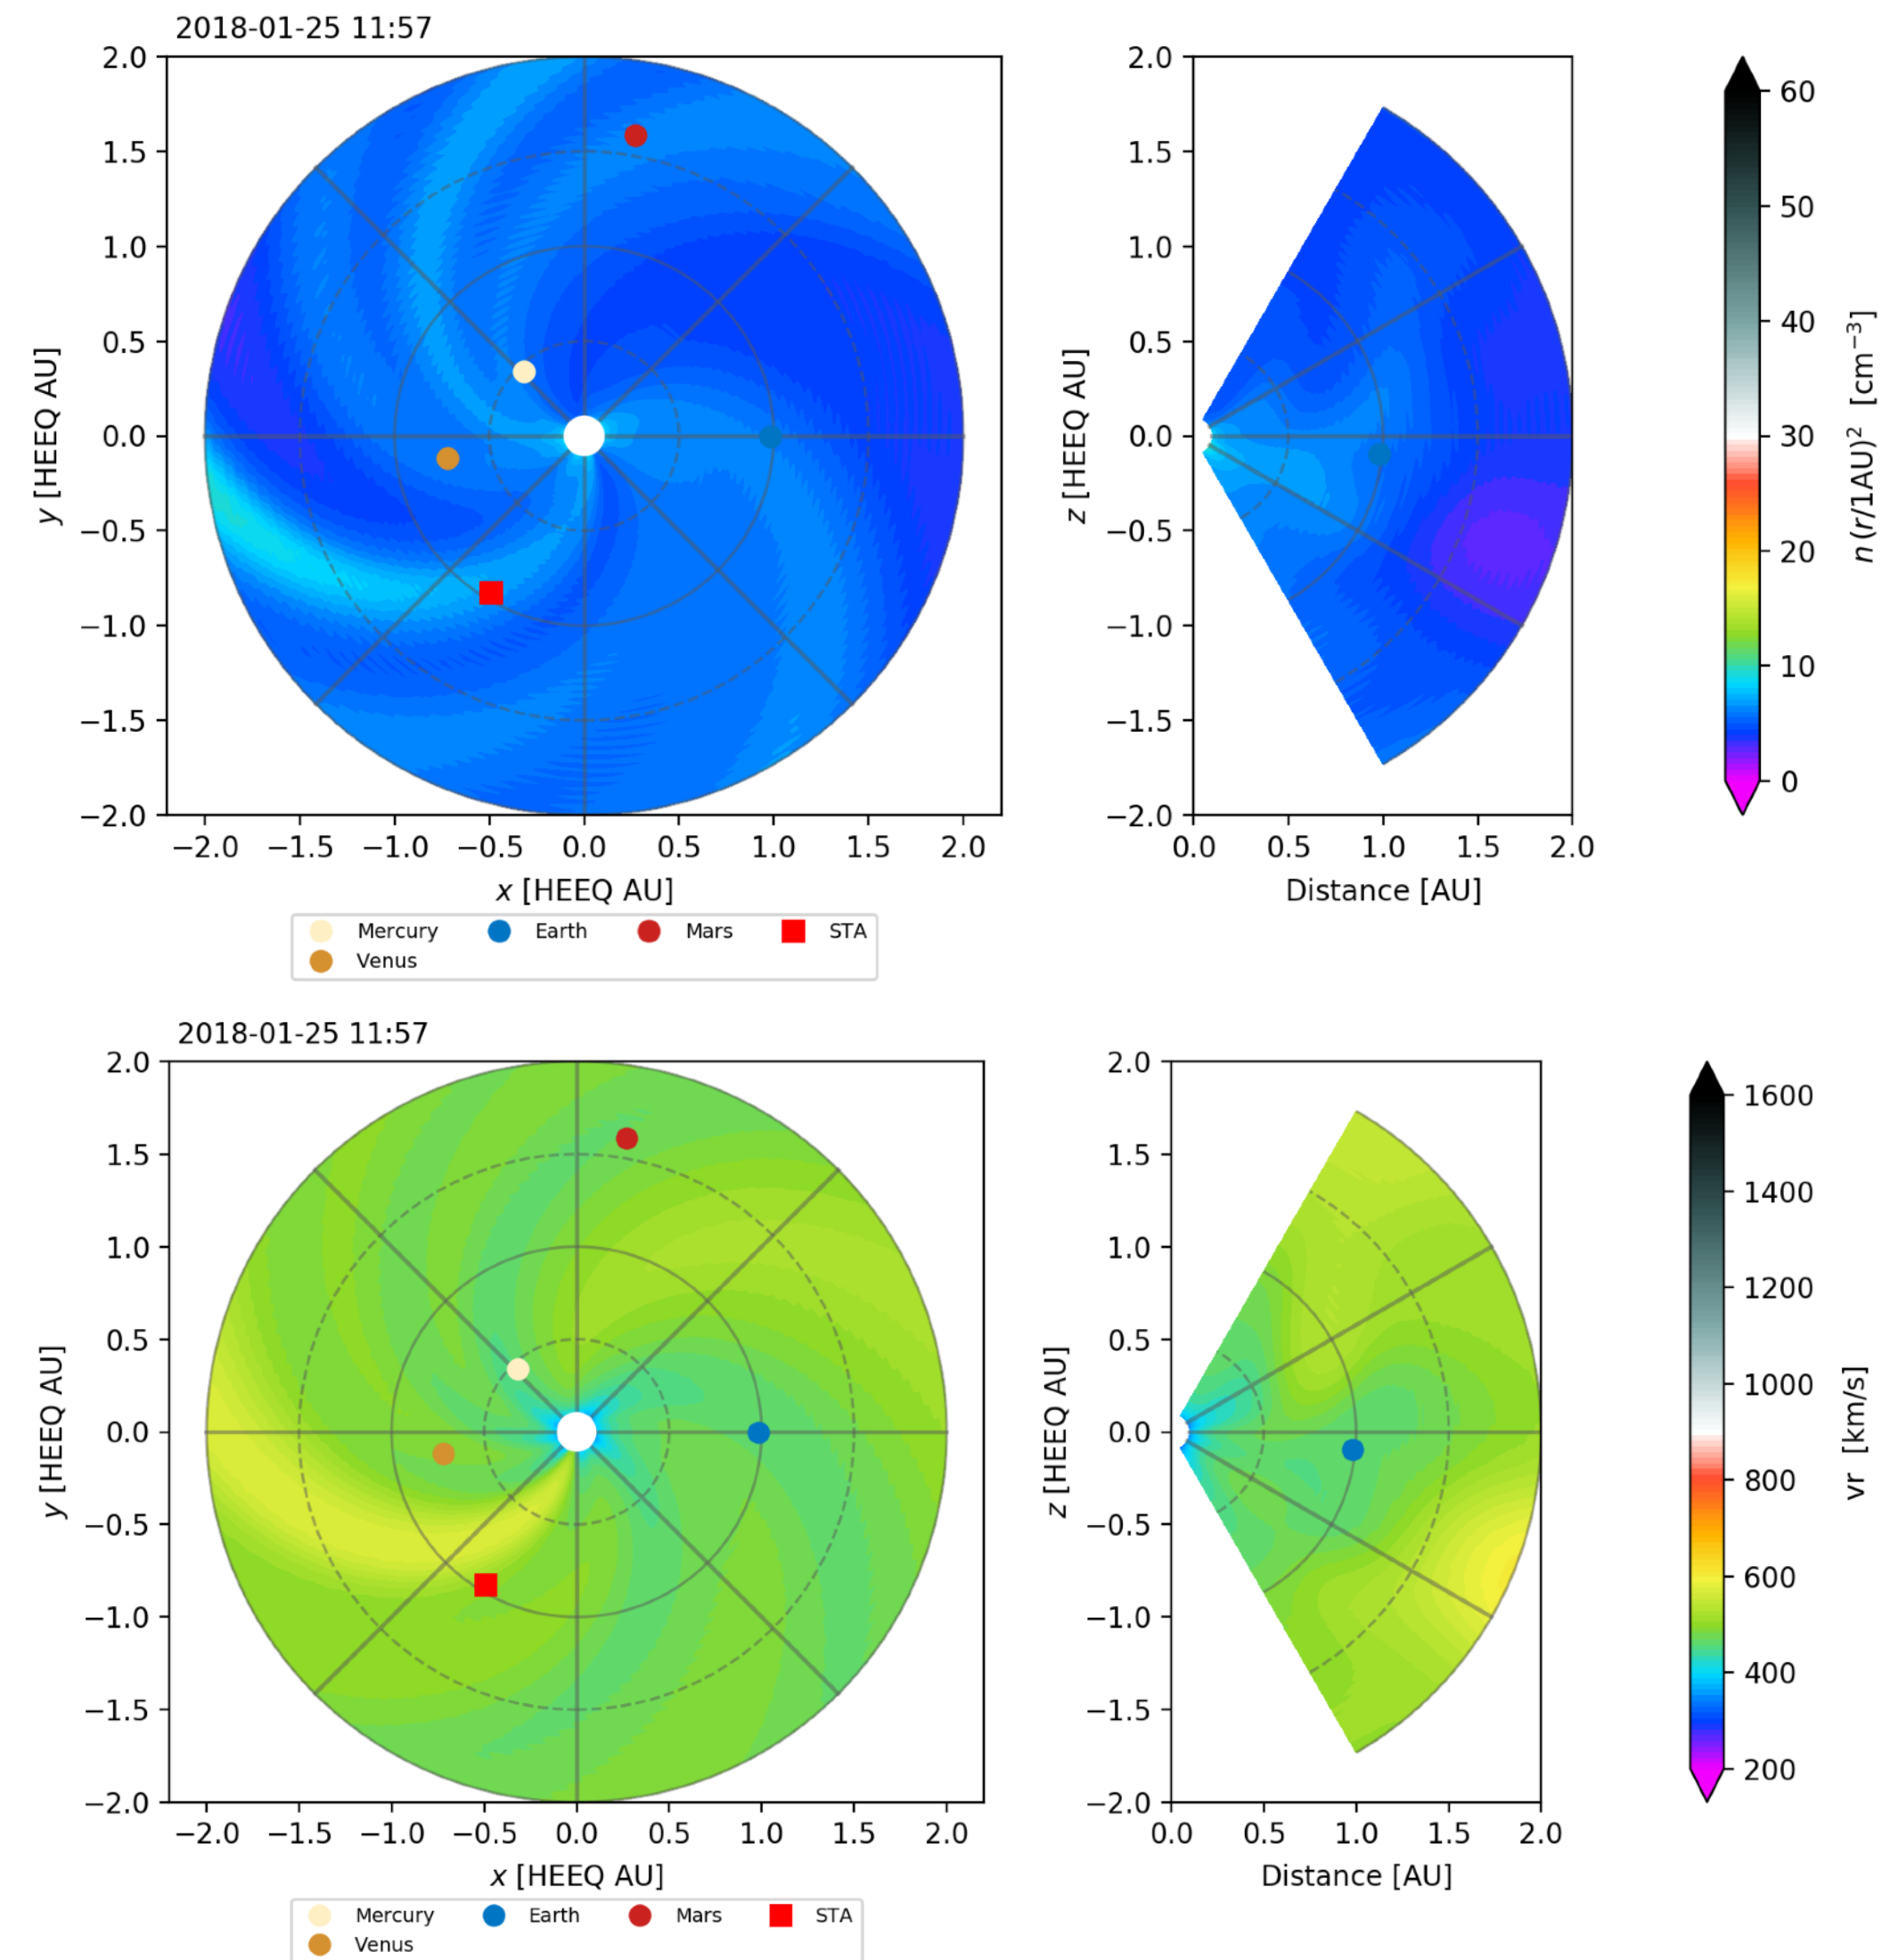 2018-01-25 11:57
2.0
1.5
1.0
0.5
0.0
−0.5
−1.0
−1.5
−2.0
y [HEEQ AU]
−2.0 −1.5 −1.0 −0.5 0.0 0.5 1.0 1.5 2.0
x [HEEQ AU]
Mercury Earth Mars STA
Venus
2.0
1.5
1.0
0.5
0.0
−0.5
−1.0
−1.5
−2.0
z [HEEQ AU]
0.0 0.5 1.0 1.5 2.0
Distance [AU]
60
50
40
30
20
10
0
n (r/1AU)² [cm⁻³]
2018-01-25 11:57
2.0
1.5
1.0
0.5
0.0
−0.5
−1.0
−1.5
−2.0
y [HEEQ AU]
−2.0 −1.5 −1.0 −0.5 0.0 0.5 1.0 1.5 2.0
x [HEEQ AU]
Mercury Earth Mars STA
Venus
2.0
1.5
1.0
0.5
0.0
−0.5
−1.0
−1.5
−2.0
z [HEEQ AU]
0.0 0.5 1.0 1.5 2.0
Distance [AU]
1600
1400
1200
1000
800
600
400
200
vr [km/s]